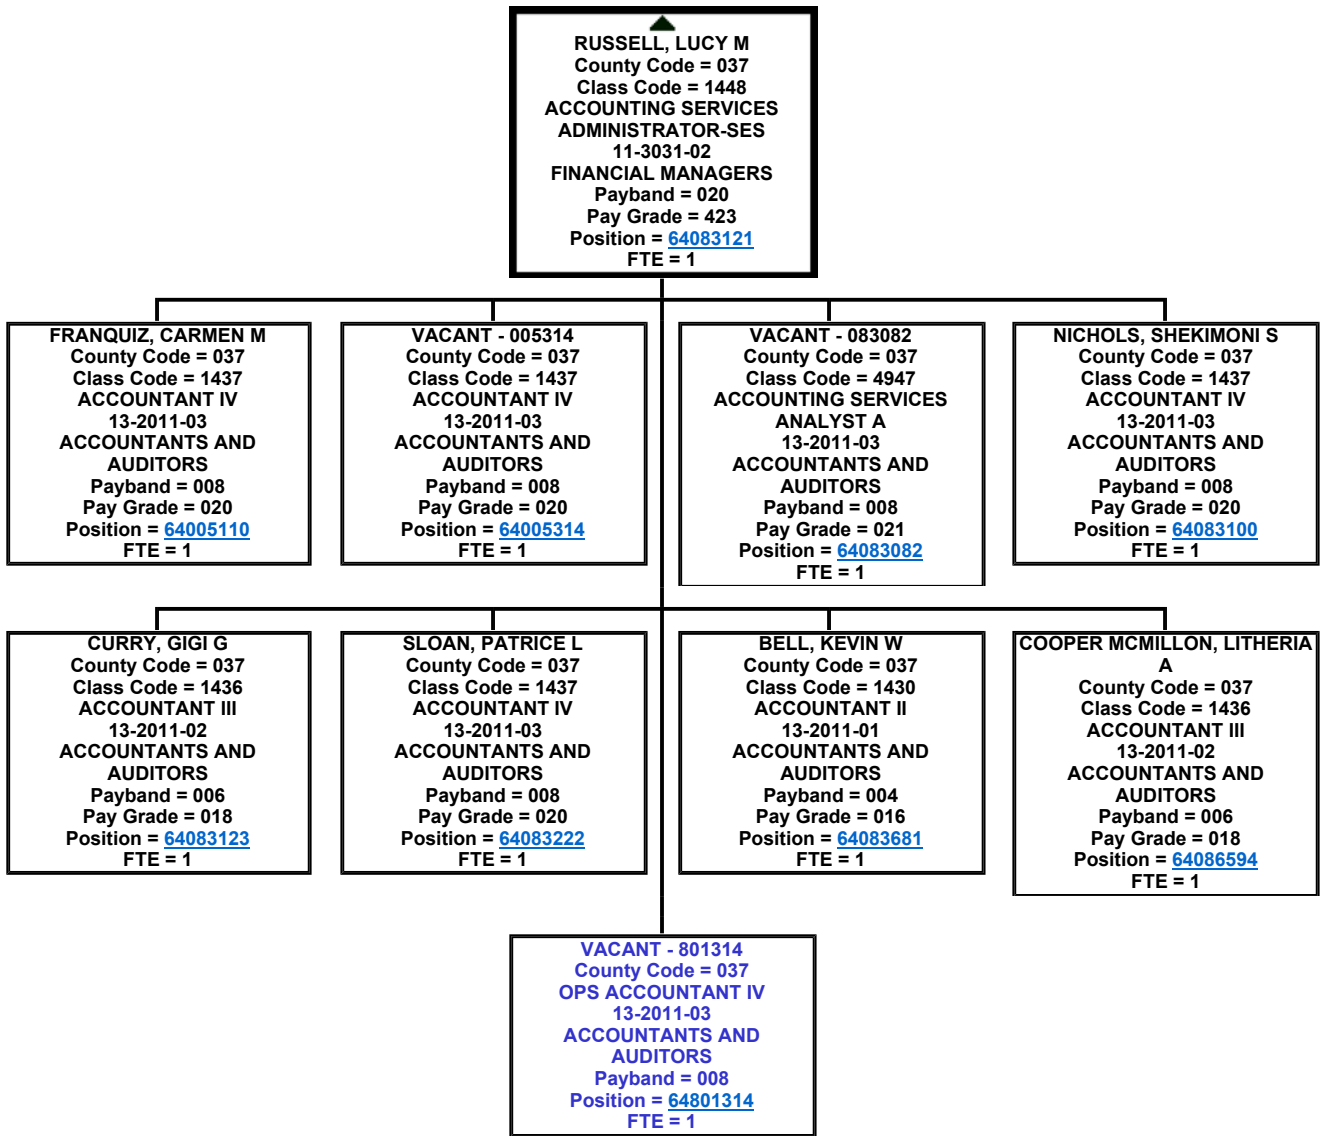 RUSSELL, LUCY M
County Code = 037
Class Code = 1448
ACCOUNTING SERVICES
ADMINISTRATOR-SES
11-3031-02
FINANCIAL MANAGERS
Payband = 020
Pay Grade = 423
Position = 64083121
FTE = 1
FRANQUIZ, CARMEN M
County Code = 037
Class Code = 1437
ACCOUNTANT IV
13-2011-03
ACCOUNTANTS AND
AUDITORS
Payband = 008
Pay Grade = 020
Position = 64005110
FTE = 1
VACANT - 005314
County Code = 037
Class Code = 1437
ACCOUNTANT IV
13-2011-03
ACCOUNTANTS AND
AUDITORS
Payband = 008
Pay Grade = 020
Position = 64005314
FTE = 1
VACANT - 083082
County Code = 037
Class Code = 4947
ACCOUNTING SERVICES
ANALYST A
13-2011-03
ACCOUNTANTS AND
AUDITORS
Payband = 008
Pay Grade = 021
Position = 64083082
FTE = 1
NICHOLS, SHEKIMONI S
County Code = 037
Class Code = 1437
ACCOUNTANT IV
13-2011-03
ACCOUNTANTS AND
AUDITORS
Payband = 008
Pay Grade = 020
Position = 64083100
FTE = 1
CURRY, GIGI G
County Code = 037
Class Code = 1436
ACCOUNTANT III
13-2011-02
ACCOUNTANTS AND
AUDITORS
Payband = 006
Pay Grade = 018
Position = 64083123
FTE = 1
SLOAN, PATRICE L
County Code = 037
Class Code = 1437
ACCOUNTANT IV
13-2011-03
ACCOUNTANTS AND
AUDITORS
Payband = 008
Pay Grade = 020
Position = 64083222
FTE = 1
BELL, KEVIN W
County Code = 037
Class Code = 1430
ACCOUNTANT II
13-2011-01
ACCOUNTANTS AND
AUDITORS
Payband = 004
Pay Grade = 016
Position = 64083681
FTE = 1
COOPER MCMILLON, LITHERIA
A
County Code = 037
Class Code = 1436
ACCOUNTANT III
13-2011-02
ACCOUNTANTS AND
AUDITORS
Payband = 006
Pay Grade = 018
Position = 64086594
FTE = 1
VACANT - 801314
County Code = 037
OPS ACCOUNTANT IV
13-2011-03
ACCOUNTANTS AND
AUDITORS
Payband = 008
Position = 64801314
FTE = 1